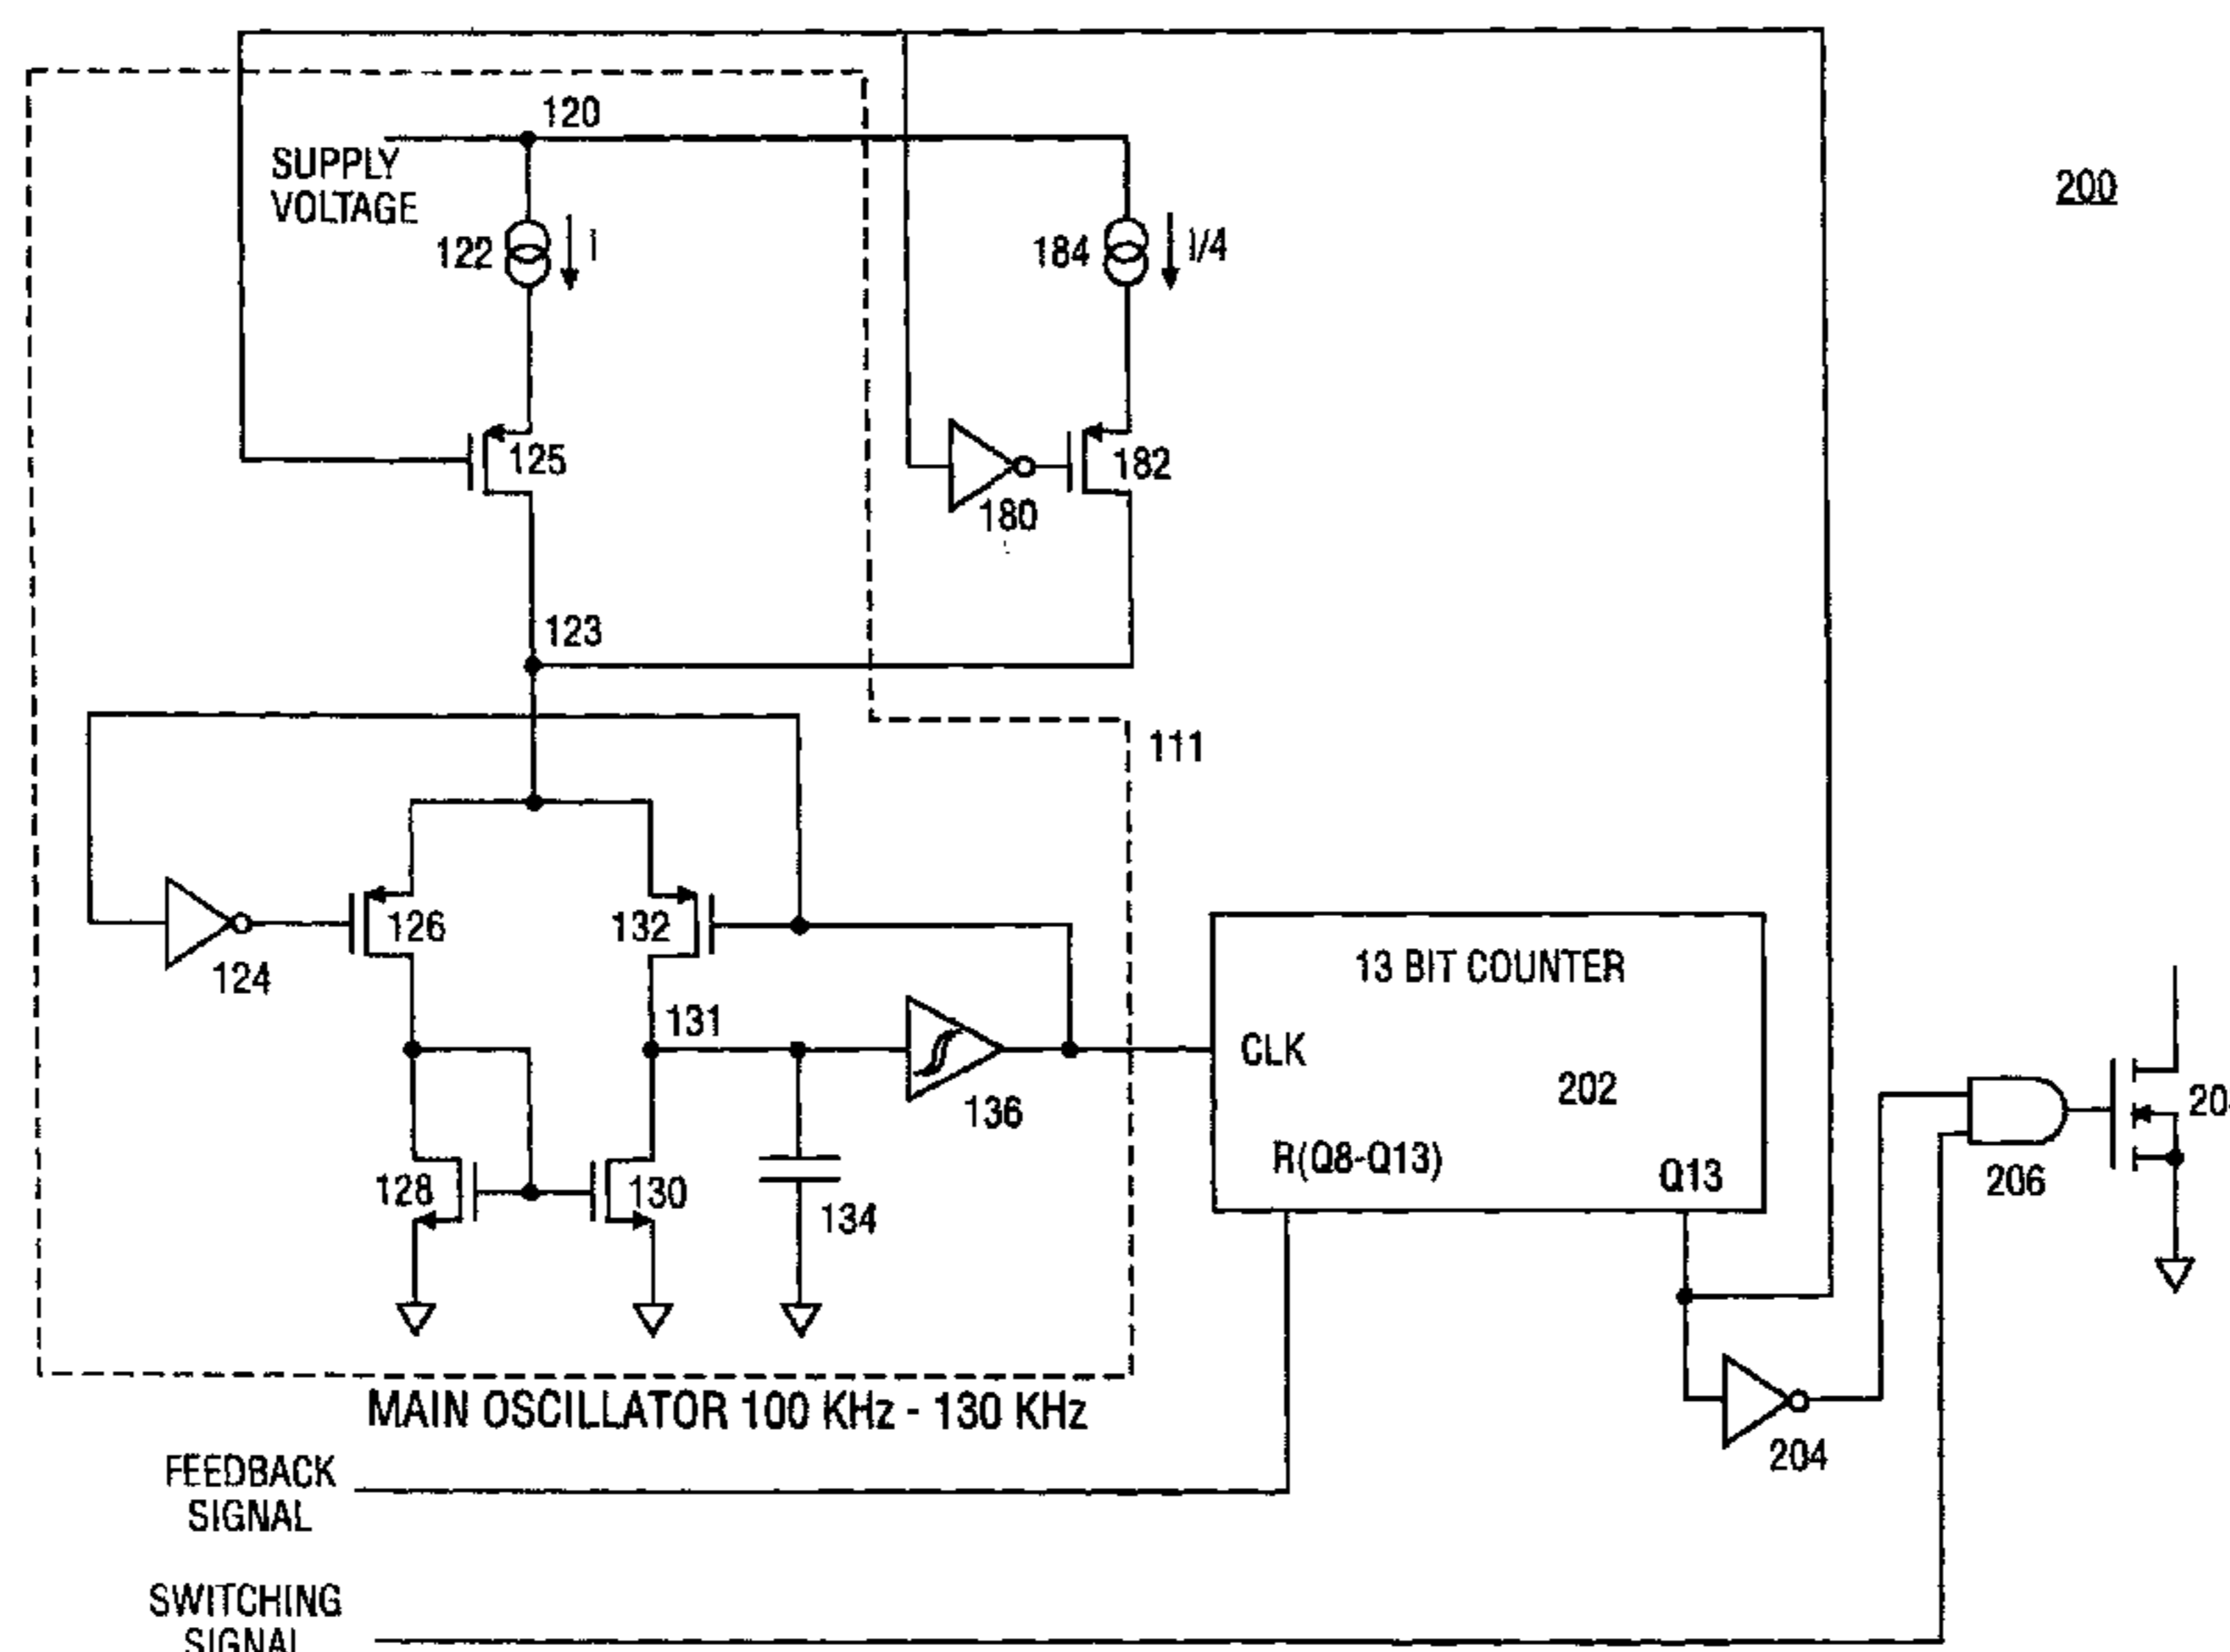 120
SUPPLY
VOLTAGE
200
122
I
184
I/4
125
182
180
123
111
126
132
124
13 BIT COUNTER
131
CLK
202
136
R(Q8-Q13)
Q13
128
130
134
206
MAIN OSCILLATOR 100 KHz - 130 KHz
204
FEEDBACK
SIGNAL
SWITCHING
SIGNAL